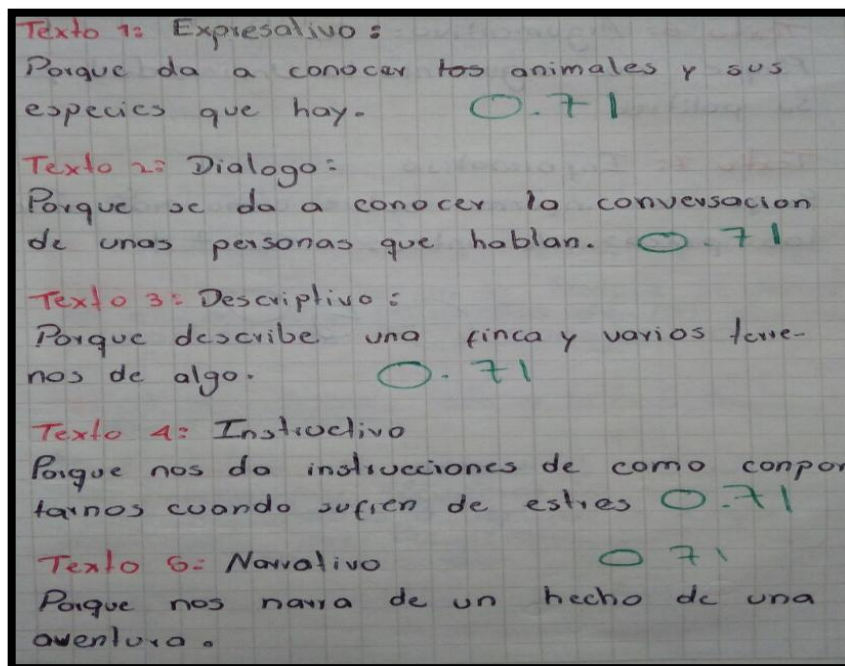 Texto 1: Expresalivo:
Porque da a conocer los animales y sus
especies que hay. 0.71
Texto 2: Dialogo:
Porque se da a conocer la conversacion
de unas personas que hablan. 0 71
Texto 3: Descriptivo:
Porque describe una finca y varios terre-
nos de algo. 0.71
Texto 4: Instructivo
Porque nos da instrucciones de como conpor
tarnos cuando sufren de estres 0.71
Texto 5: Narrativo 0 71
Porque nos narra de un hecho de una
aventura.